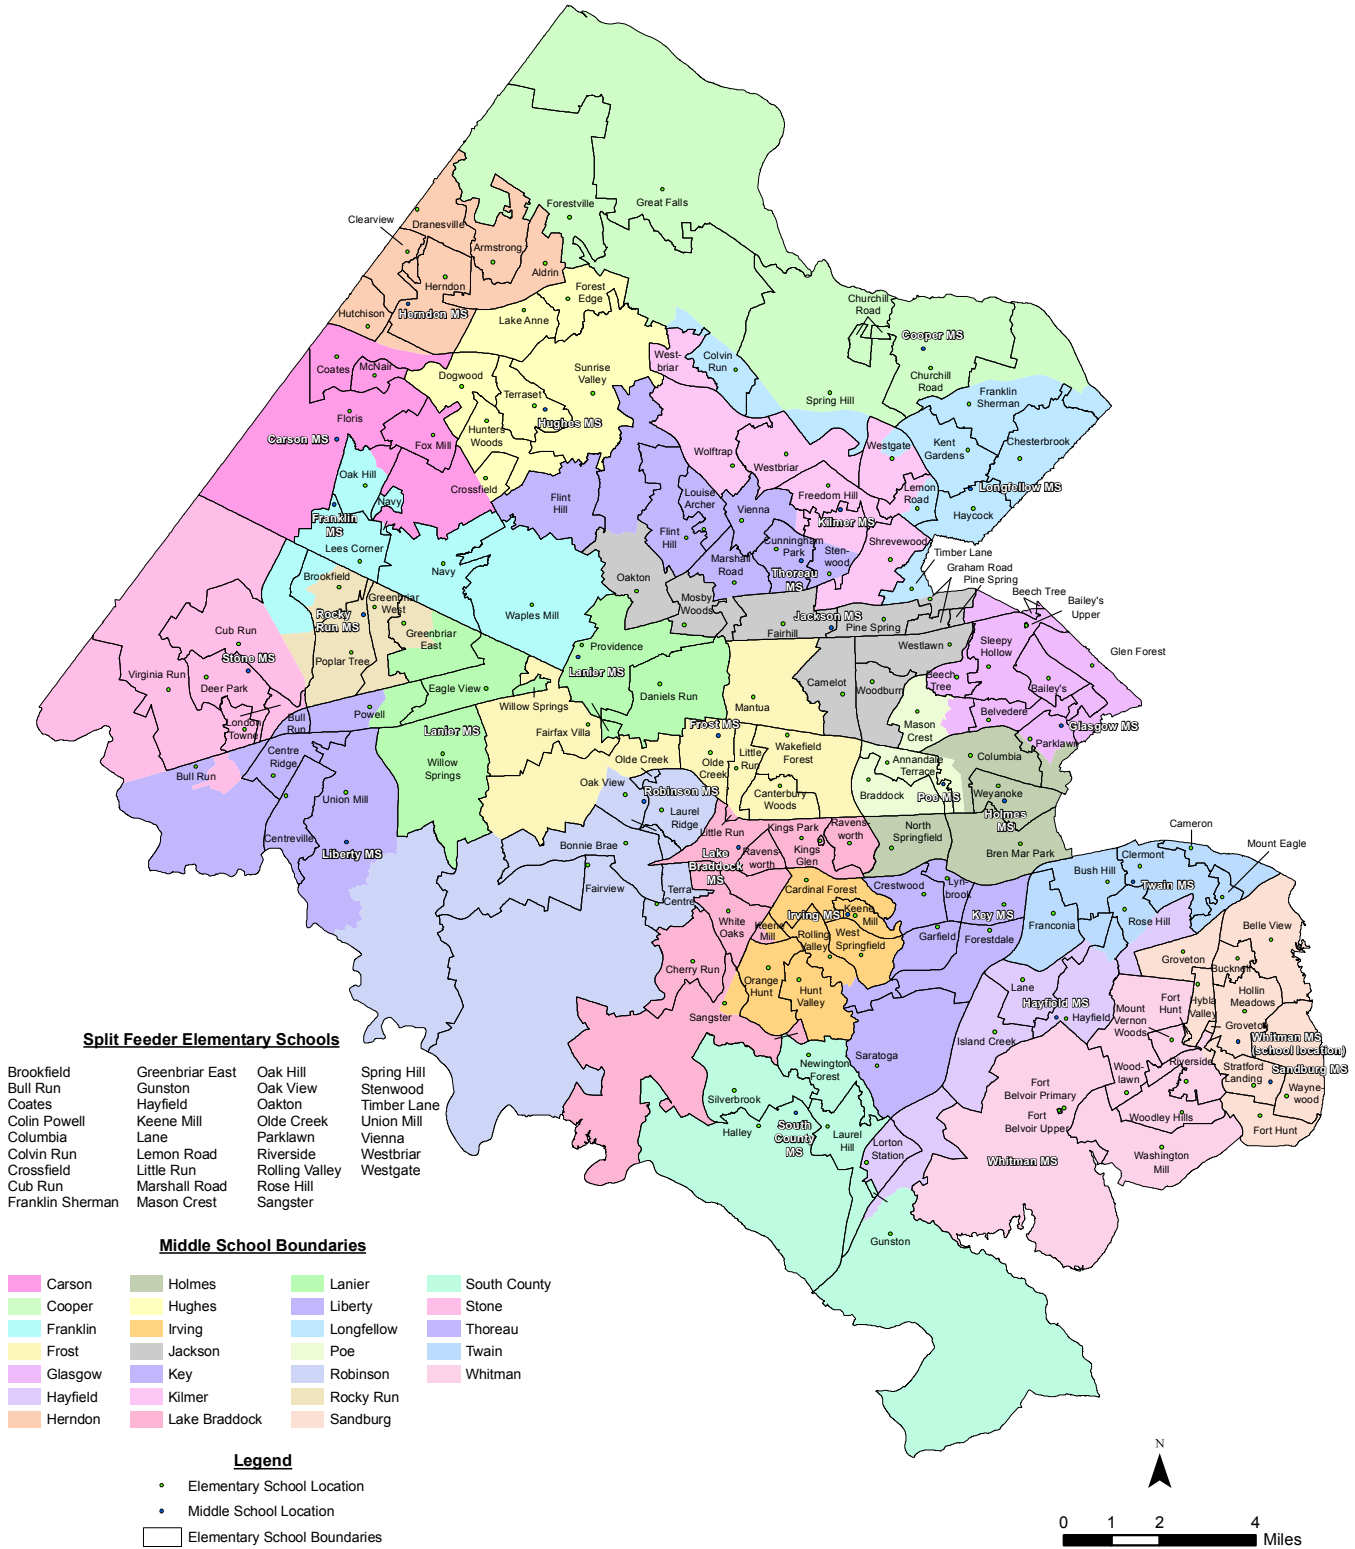 Forestville
Great Falls
Clearview
Dranesville
Armstrong
Aldrin
Herndon
Forest
Edge
Hutchison
Herndon MS
Lake Anne
Churchill
Road
Cooper MS
Coates
McNair
Dogwood
Sunrise
Valley
West-
briar
Colvin
Run
Churchill
Road
Terraset
Spring Hill
Franklin
Sherman
Floris
Hughes MS
Carson MS
Fox Mill
Hunters
Woods
Wolftrap
Westbriar
Westgate
Kent
Gardens
Chesterbrook
Oak Hill
Navy
Crossfield
Flint
Hill
Louise
Archer
Vienna
Freedom Hill
Lemon
Road
Longfellow MS
Franklin
MS
Kilmer MS
Haycock
Lees Corner
Flint
Hill
Cunningham
Park
Shrevewood
Timber Lane
Graham Road
Pine Spring
Brookfield
Navy
Oakton
Marshall
Road
Thoreau
MS
Sten-
wood
Beech Tree
Bailey's
Upper
Greenbriar
West
Mosby
Woods
Waples Mill
Rocky
Run MS
Jackson MS
Fairhill
Pine Spring
Cub Run
Greenbriar
East
Providence
Westlawn
Sleepy
Hollow
Glen Forest
Stone MS
Poplar Tree
Lanier MS
Virginia Run
Deer Park
Eagle View
Daniels Run
Camelot
Woodburn
Beech
Tree
Bailey's
London
Towne
Bull
Run
Powell
Willow Springs
Mantua
Mason
Crest
Belvedere
Glasgow MS
Lanier MS
Fairfax Villa
Frost MS
Parklawn
Centre
Ridge
Bull Run
Willow
Springs
Olde Creek
Olde
Creek
Little
Run
Wakefield
Forest
Annandale
Terrace
Columbia
Oak View
Robinson MS
Canterbury
Woods
Braddock
Poe MS
Weyanoke
Union Mill
Laurel
Ridge
Holmes
MS
Centreville
Liberty MS
Bonnie Brae
Little Run
Kings Park
Ravens-
worth
North
Springfield
Cameron
Lake
Braddock
MS
Ravens-
worth
Kings
Glen
Bren Mar Park
Mount Eagle
Fairview
Terra
Centre
Cardinal Forest
Crestwood
Lyn-
brook
Bush Hill
Clermont
Twain MS
White
Oaks
Irving MS
Keene
Mill
Key MS
Franconia
Rose Hill
Keene
Mill
Rolling
Valley
West
Springfield
Garfield
Forestdale
Belle View
Cherry Run
Groveton
Bucknell
Orange
Hunt
Hunt
Valley
Lane
Hayfield MS
Hayfield
Mount
Vernon
Woods
Fort
Hunt
Hybla
Valley
Hollin
Meadows
Sangster
Island Creek
Groveton
Whitman MS
(school location)
Newington
Forest
Saratoga
Wood-
lawn
Riverside
Stratford
Landing
Sandburg MS
Silverbrook
Fort
Belvoir Primary
Fort
Belvoir Upper
Wayne-
wood
Halley
South
County
MS
Laurel
Hill
Woodley Hills
Fort Hunt
Lorton
Station
Whitman MS
Washington
Mill
Gunston
Split Feeder Elementary Schools
Brookfield
Bull Run
Coates
Colin Powell
Columbia
Colvin Run
Crossfield
Cub Run
Franklin Sherman
Greenbriar East
Gunston
Hayfield
Keene Mill
Lane
Lemon Road
Little Run
Marshall Road
Mason Crest
Oak Hill
Oak View
Oakton
Olde Creek
Parklawn
Riverside
Rolling Valley
Rose Hill
Sangster
Spring Hill
Stenwood
Timber Lane
Union Mill
Vienna
Westbriar
Westgate
Middle School Boundaries
Carson
Cooper
Franklin
Frost
Glasgow
Hayfield
Herndon
Holmes
Hughes
Irving
Jackson
Key
Kilmer
Lake Braddock
Lanier
Liberty
Longfellow
Poe
Robinson
Rocky Run
Sandburg
South County
Stone
Thoreau
Twain
Whitman
Legend
Elementary School Location
Middle School Location
Elementary School Boundaries
N
0 1 2 4
Miles